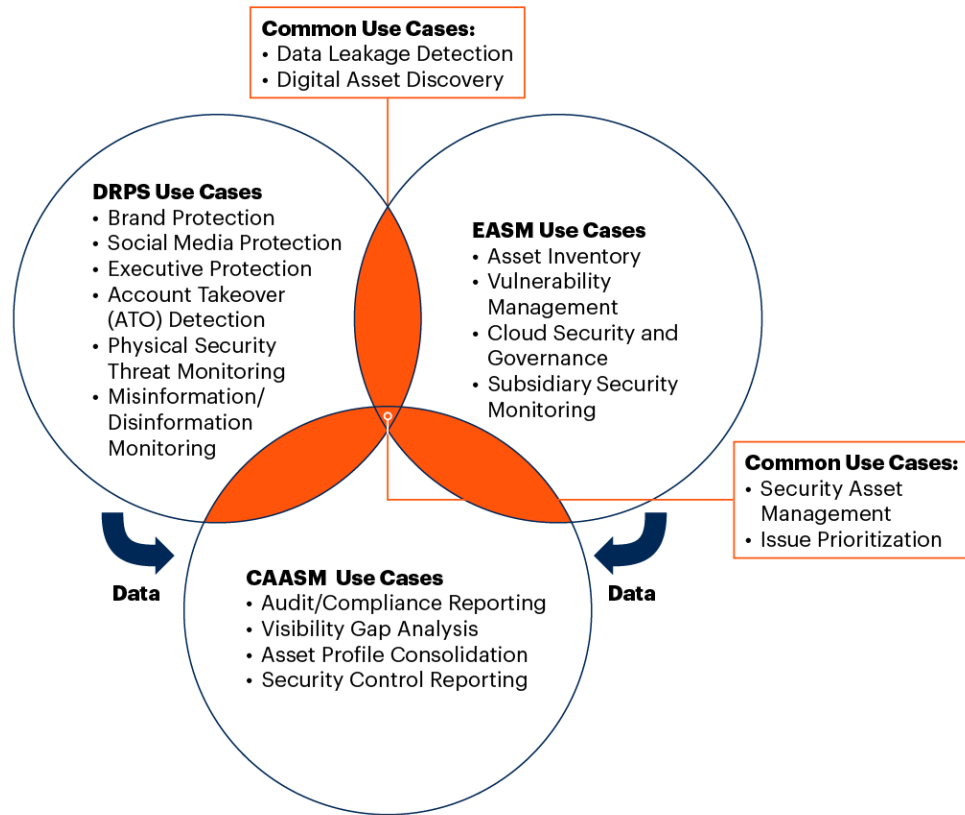 Common Use Cases:
• Data Leakage Detection
• Digital Asset Discovery
DRPS Use Cases
• Brand Protection
• Social Media Protection
• Executive Protection
• Account Takeover
(ATO) Detection
• Physical Security
Threat Monitoring
• Misinformation/
Disinformation
Monitoring
EASM Use Cases
• Asset Inventory
• Vulnerability
Management
• Cloud Security and
Governance
• Subsidiary Security
Monitoring
Common Use Cases:
• Security Asset
Management
• Issue Prioritization
Data
CAASM Use Cases
• Audit/Compliance Reporting
• Visibility Gap Analysis
• Asset Profile Consolidation
• Security Control Reporting
Data